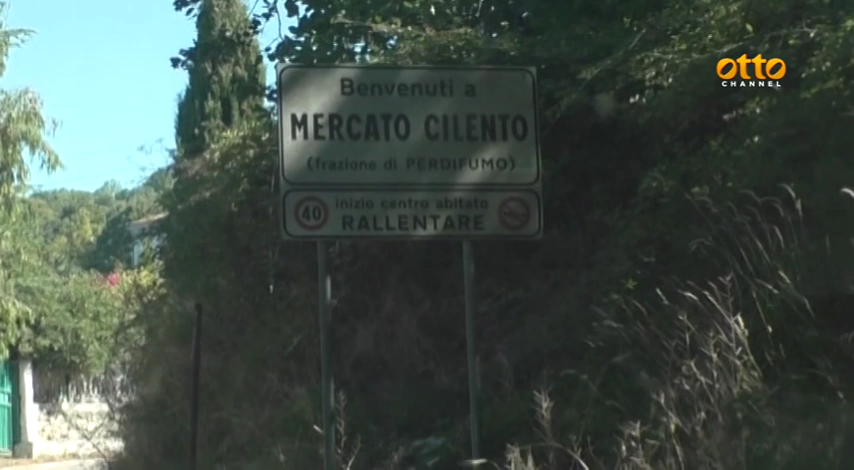 OTTO
CHANNEL
Benvenuti a
MERCATO CILENTO
(frazione di PERDIFUMO)
40
inizio centro abitato
RALLENTARE